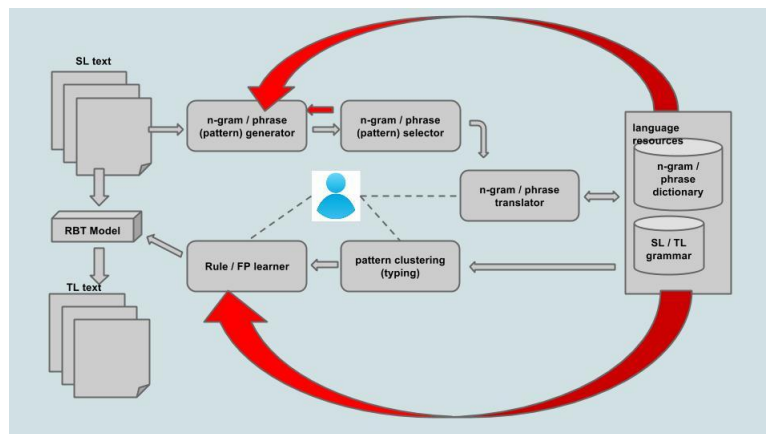 SL text
n-gram / phrase
(pattern) generator
n-gram / phrase
(pattern) selector
language
resources
n-gram /
phrase
dictionary
n-gram / phrase
translator
RBT Model
Rule / FP learner
pattern clustering
(typing)
SL / TL
grammar
TL text